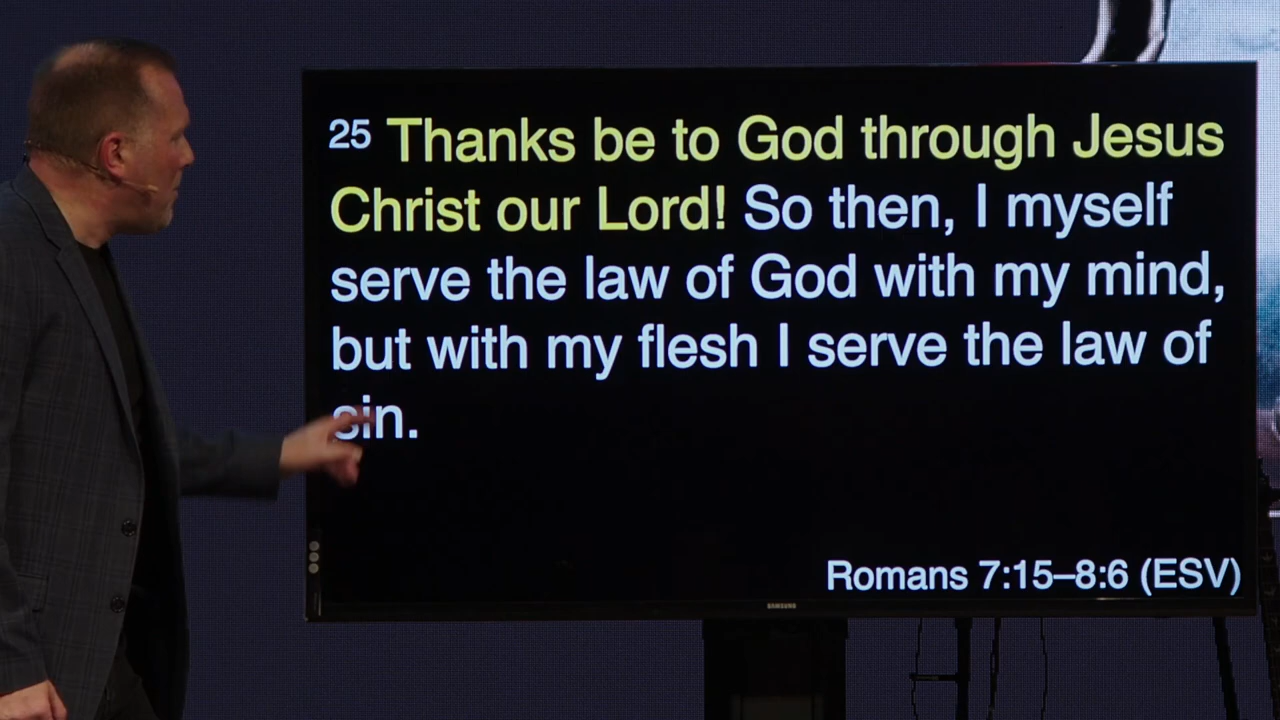 25 Thanks be to God through Jesus
Christ our Lord! So then, I myself
serve the law of God with my mind,
but with my flesh I serve the law of
sin.
Romans 7:15–8:6 (ESV)
SAMSUNG